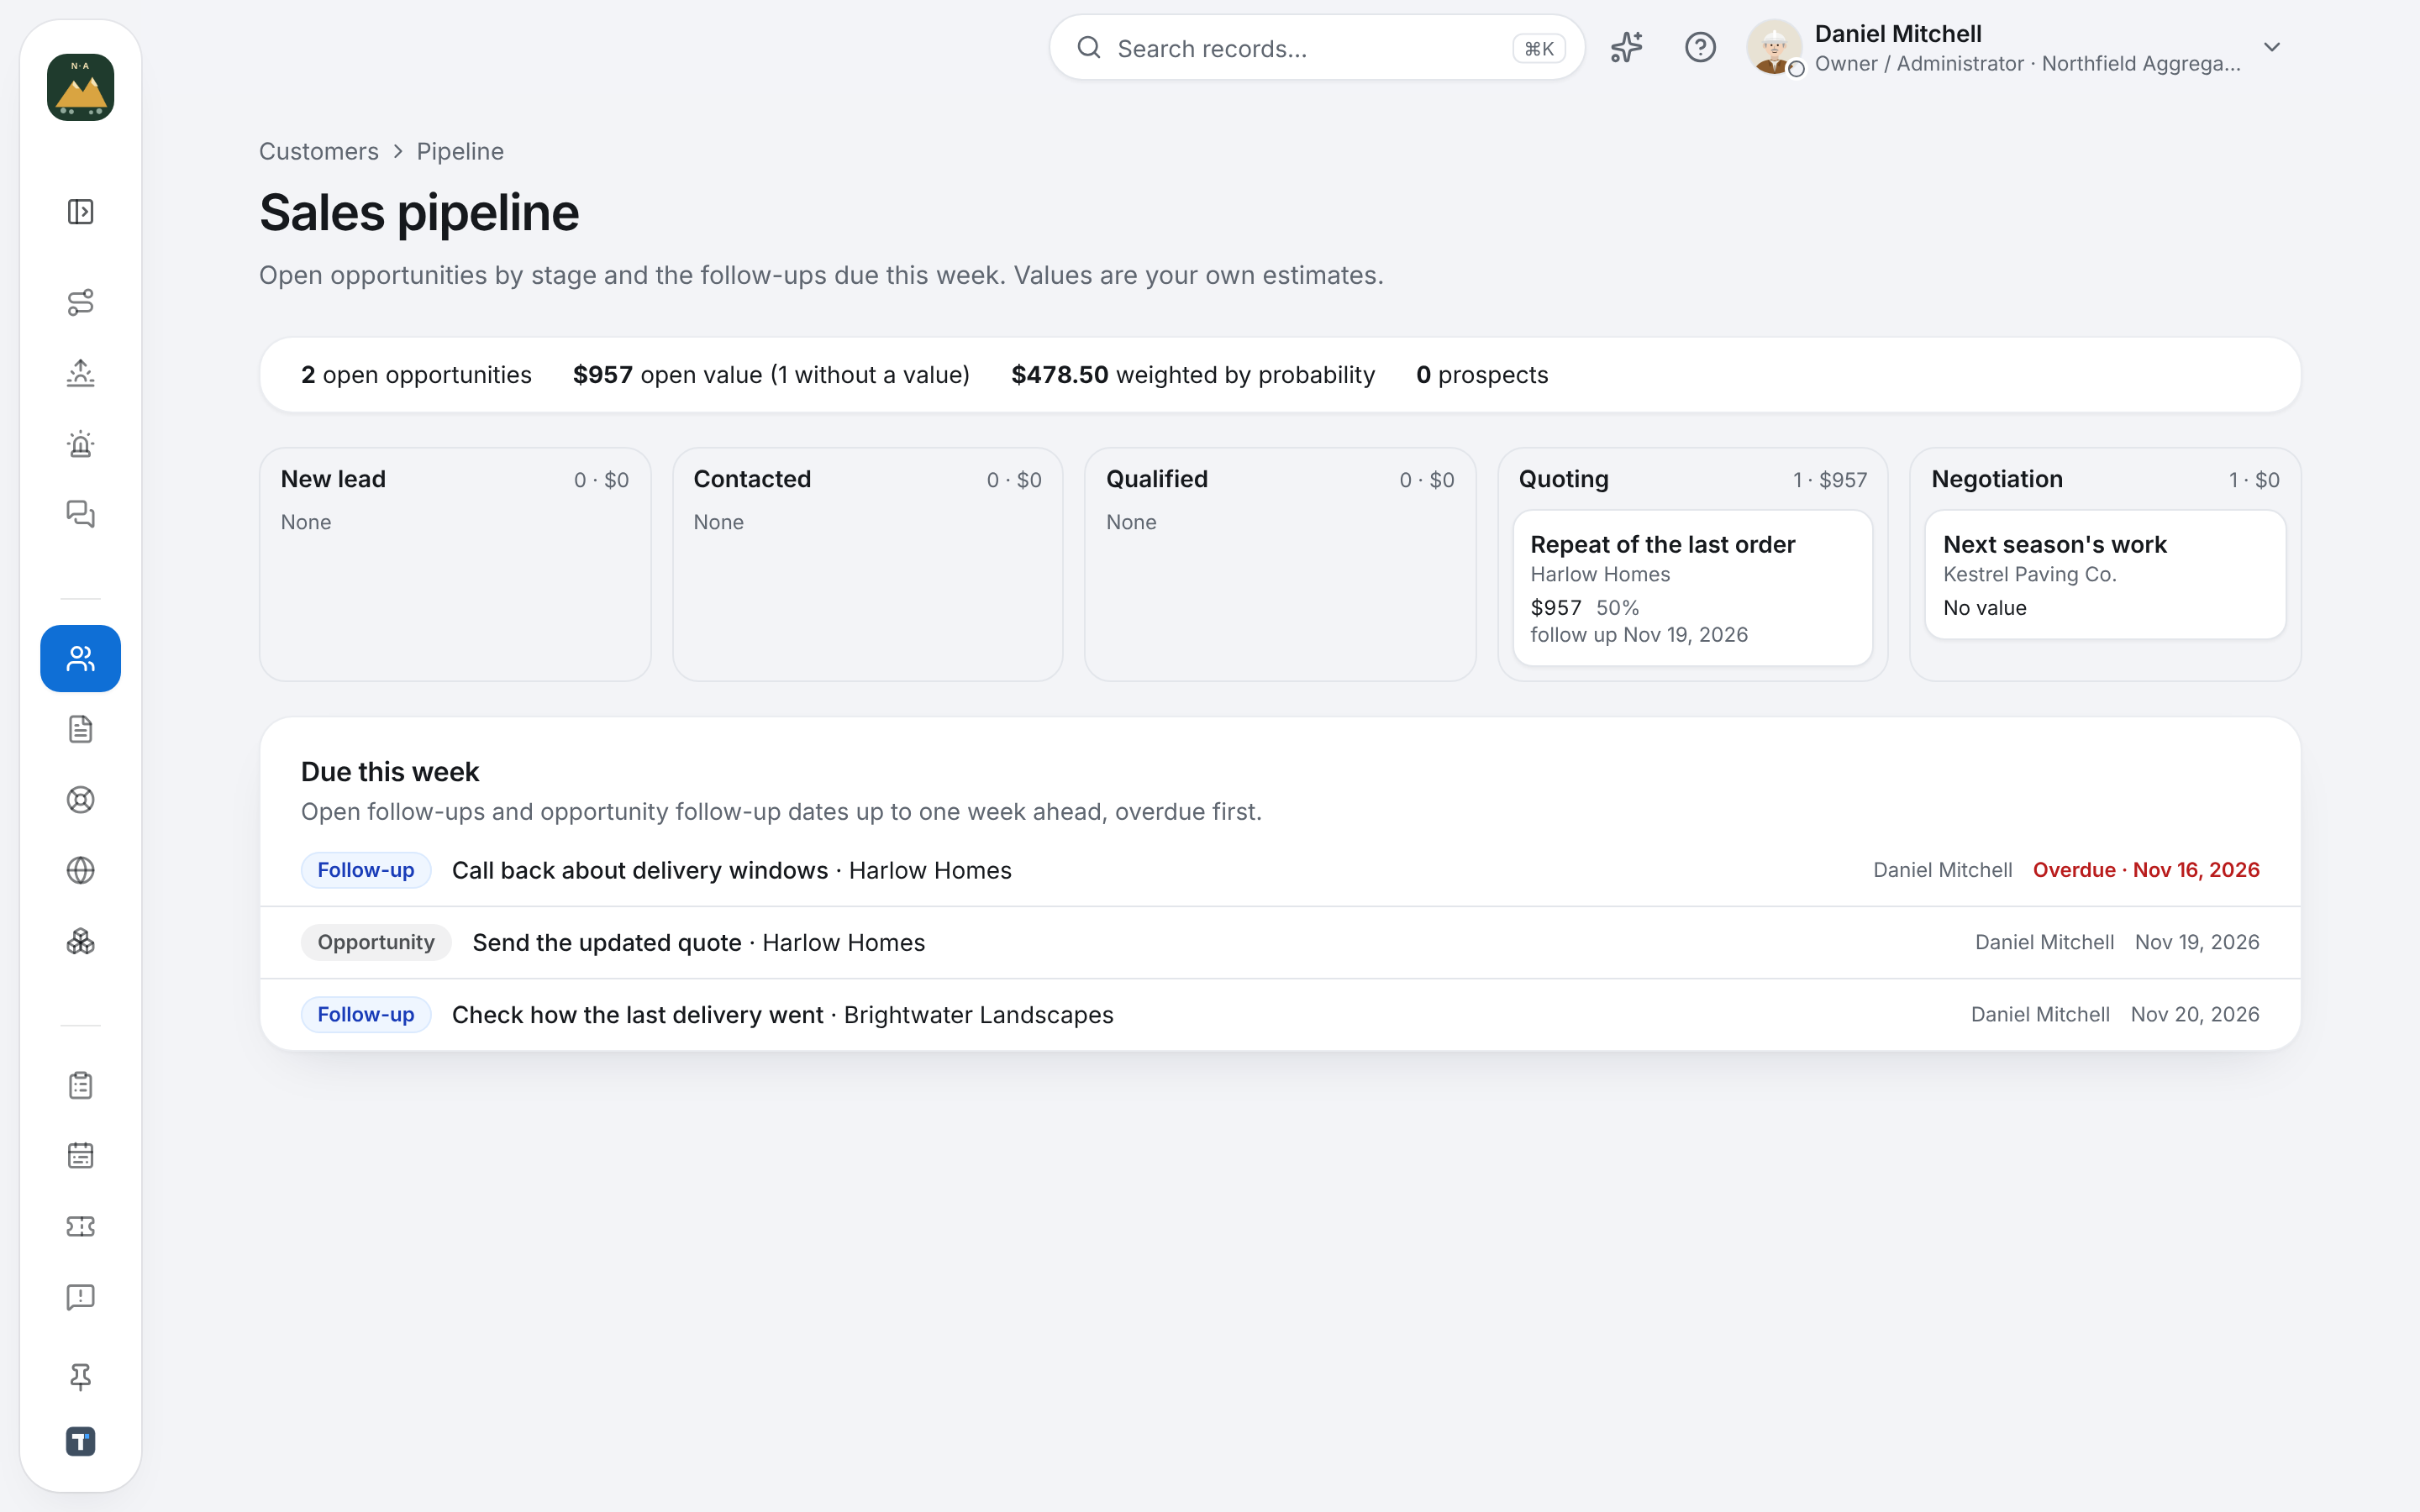 N·A
Search records...
⌘K
Daniel Mitchell
Owner / Administrator · Northfield Aggrega...
Customers > Pipeline
Sales pipeline
Open opportunities by stage and the follow-ups due this week. Values are your own estimates.
2 open opportunities $957 open value (1 without a value) $478.50 weighted by probability 0 prospects
New lead 0 · $0
None
Contacted 0 · $0
None
Qualified 0 · $0
None
Quoting 1 · $957
Repeat of the last order
Harlow Homes
$957 50%
follow up Nov 19, 2026
Negotiation 1 · $0
Next season's work
Kestrel Paving Co.
No value
Due this week
Open follow-ups and opportunity follow-up dates up to one week ahead, overdue first.
Follow-up Call back about delivery windows · Harlow Homes Daniel Mitchell Overdue · Nov 16, 2026
Opportunity Send the updated quote · Harlow Homes Daniel Mitchell Nov 19, 2026
Follow-up Check how the last delivery went · Brightwater Landscapes Daniel Mitchell Nov 20, 2026
T